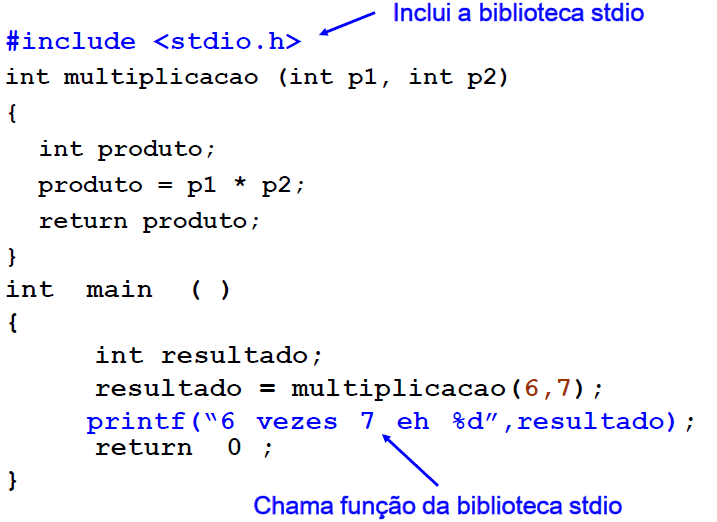 Inclui a biblioteca stdio
#include <stdio.h>
int multiplicacao (int p1, int p2)
{
int produto;
produto = p1 * p2;
return produto;
}
int main ( )
{
int resultado;
resultado = multiplicacao(6,7);
printf(“6 vezes 7 eh %d”,resultado);
return 0 ;
}
Chama função da biblioteca stdio